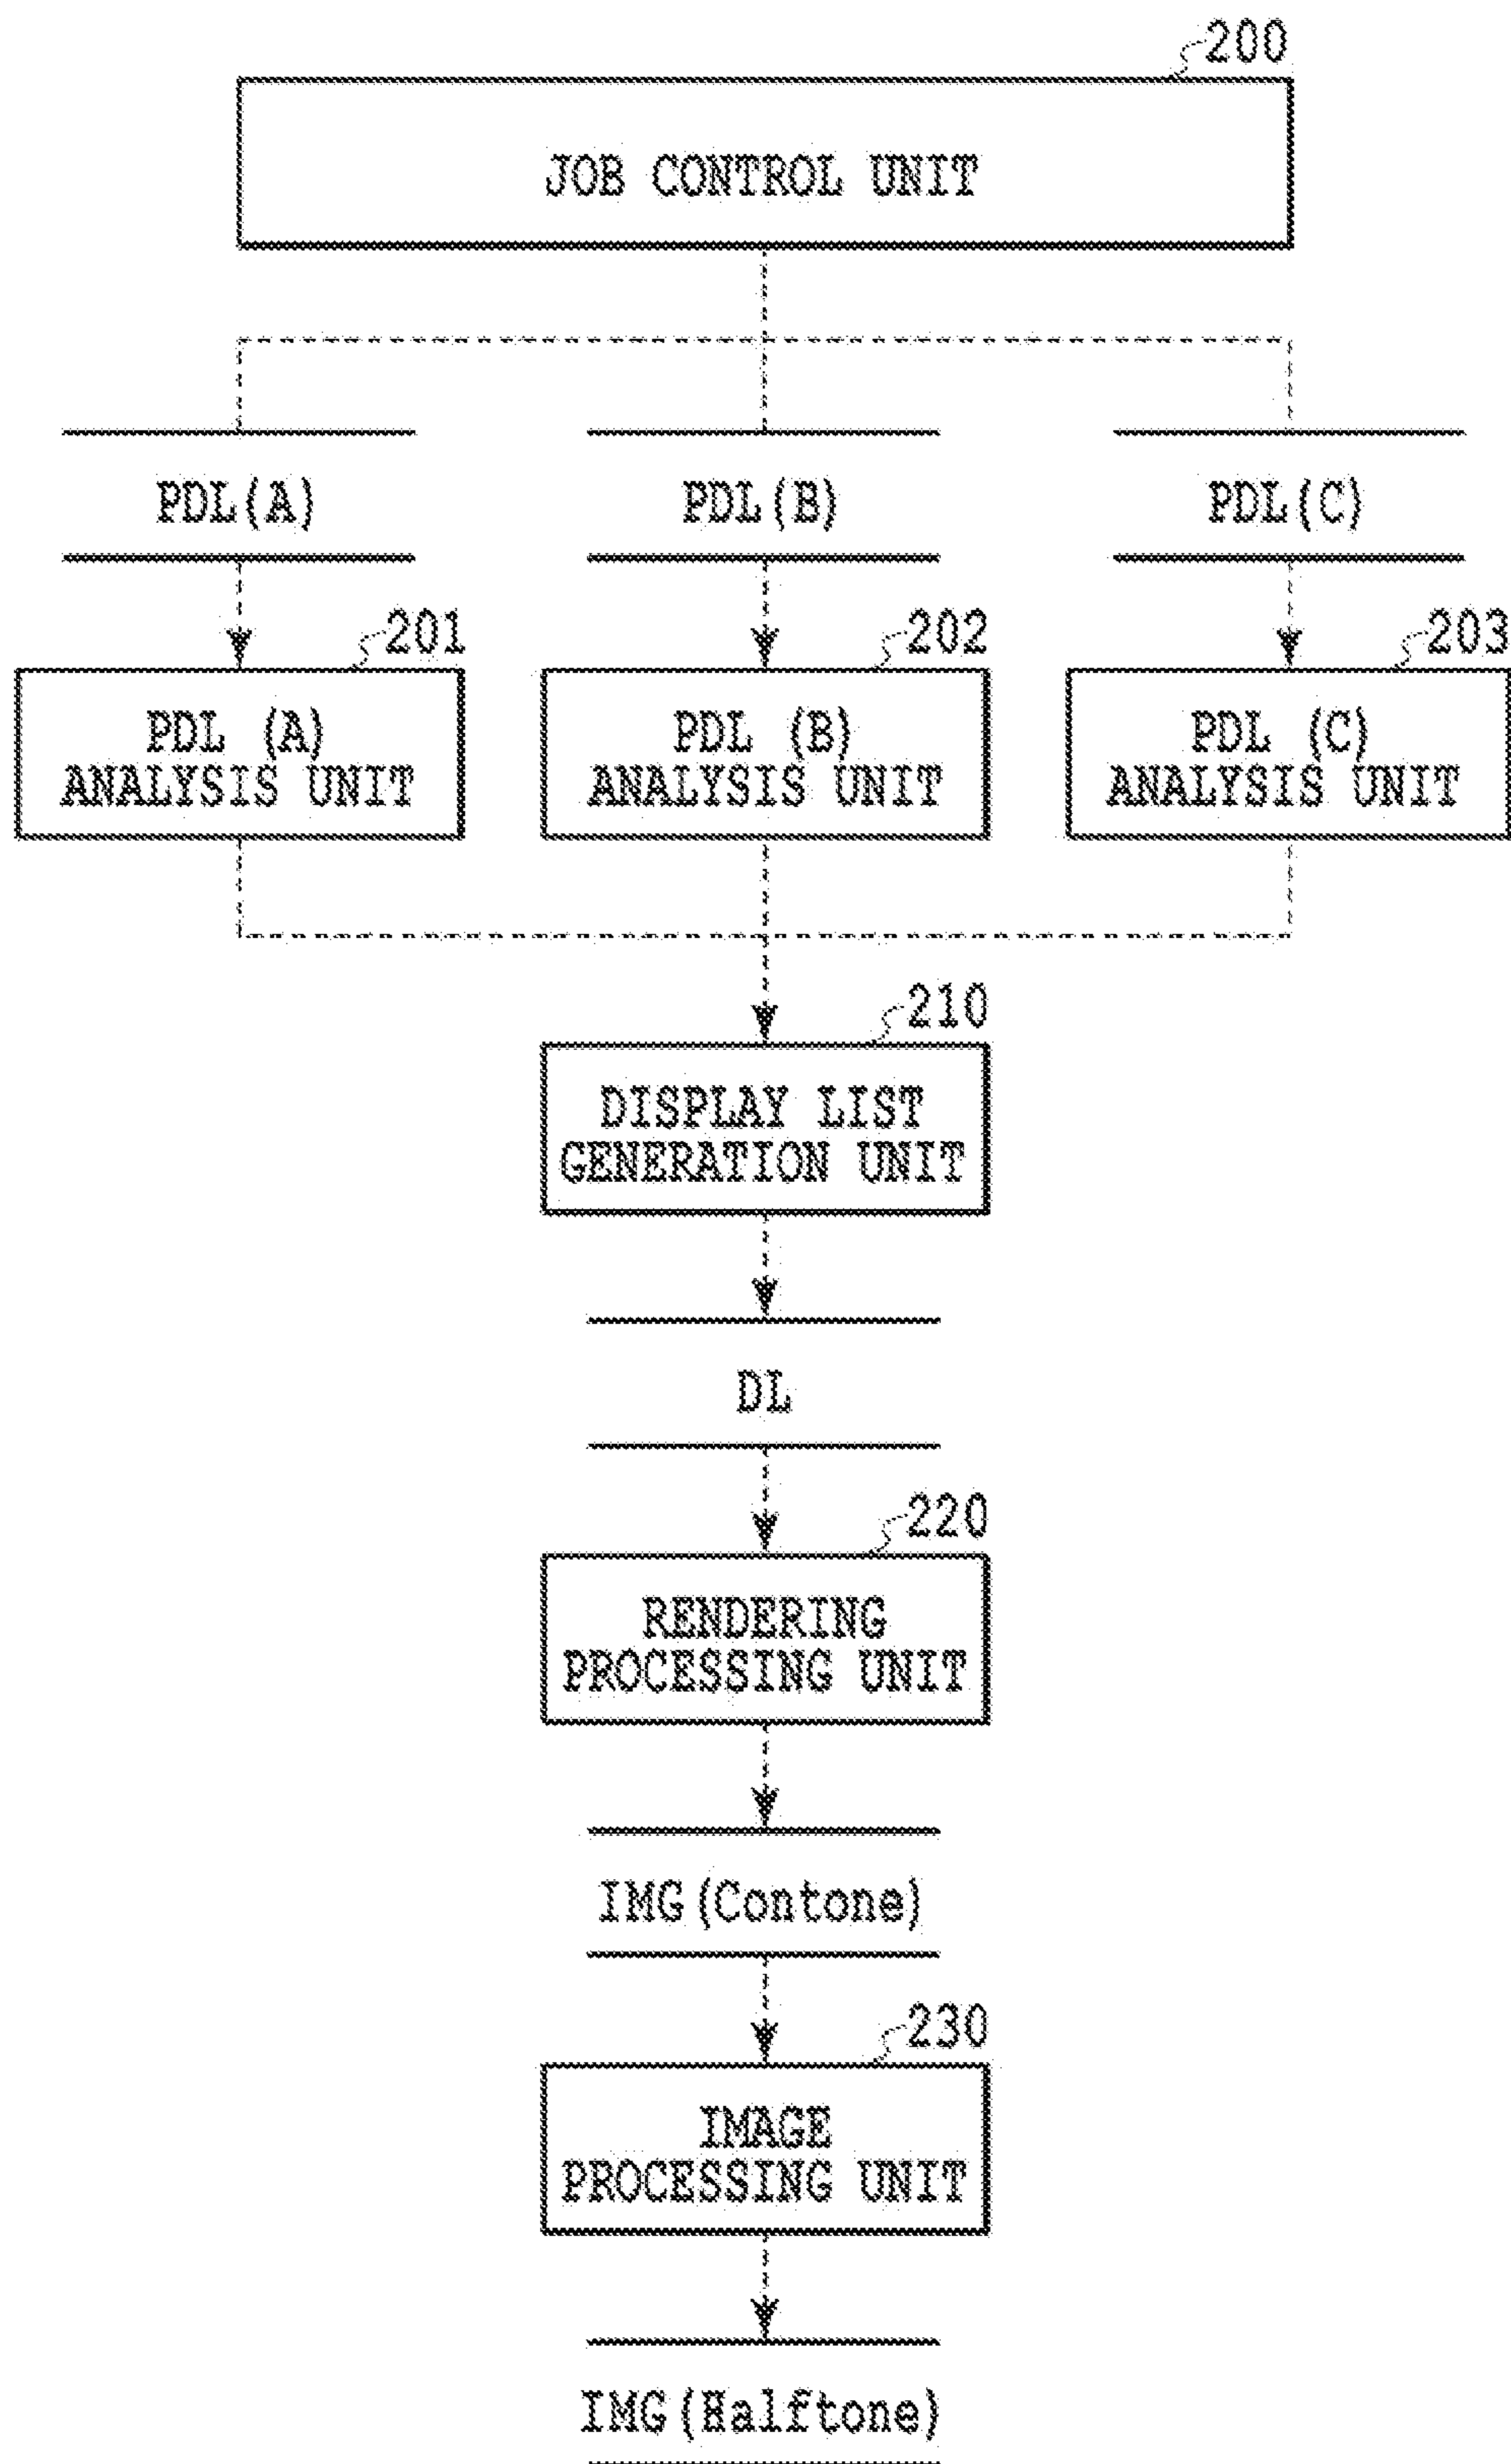 200
JOB CONTROL UNIT
PDL(A)
PDL(B)
PDL(C)
201
202
203
PDL (A)
ANALYSIS UNIT
PDL (B)
ANALYSIS UNIT
PDL (C)
ANALYSIS UNIT
210
DISPLAY LIST
GENERATION UNIT
DL
220
RENDERING
PROCESSING UNIT
IMG(Contone)
230
IMAGE
PROCESSING UNIT
IMG(Halftone)